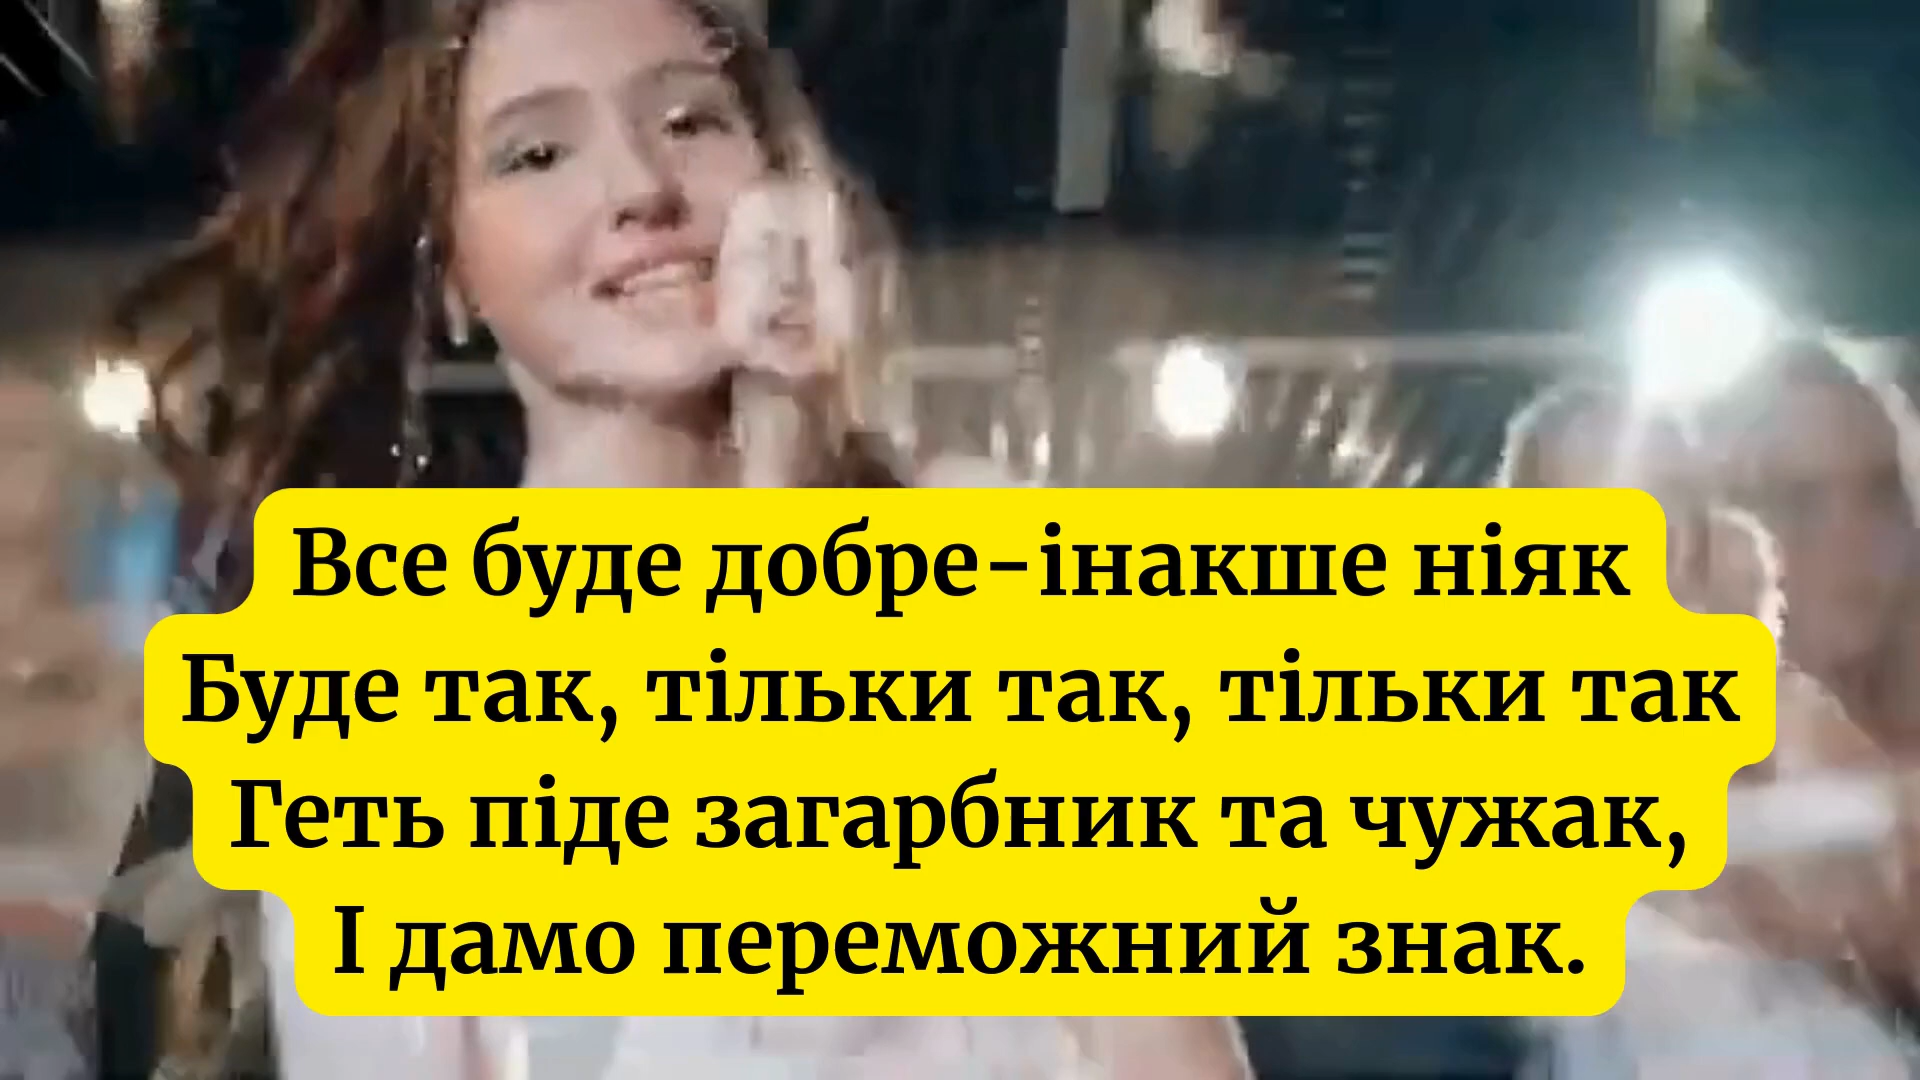 Все буде добре-інакше ніяк
Буде так, тільки так, тільки так
Геть піде загарбник та чужак,
І дамо переможний знак.